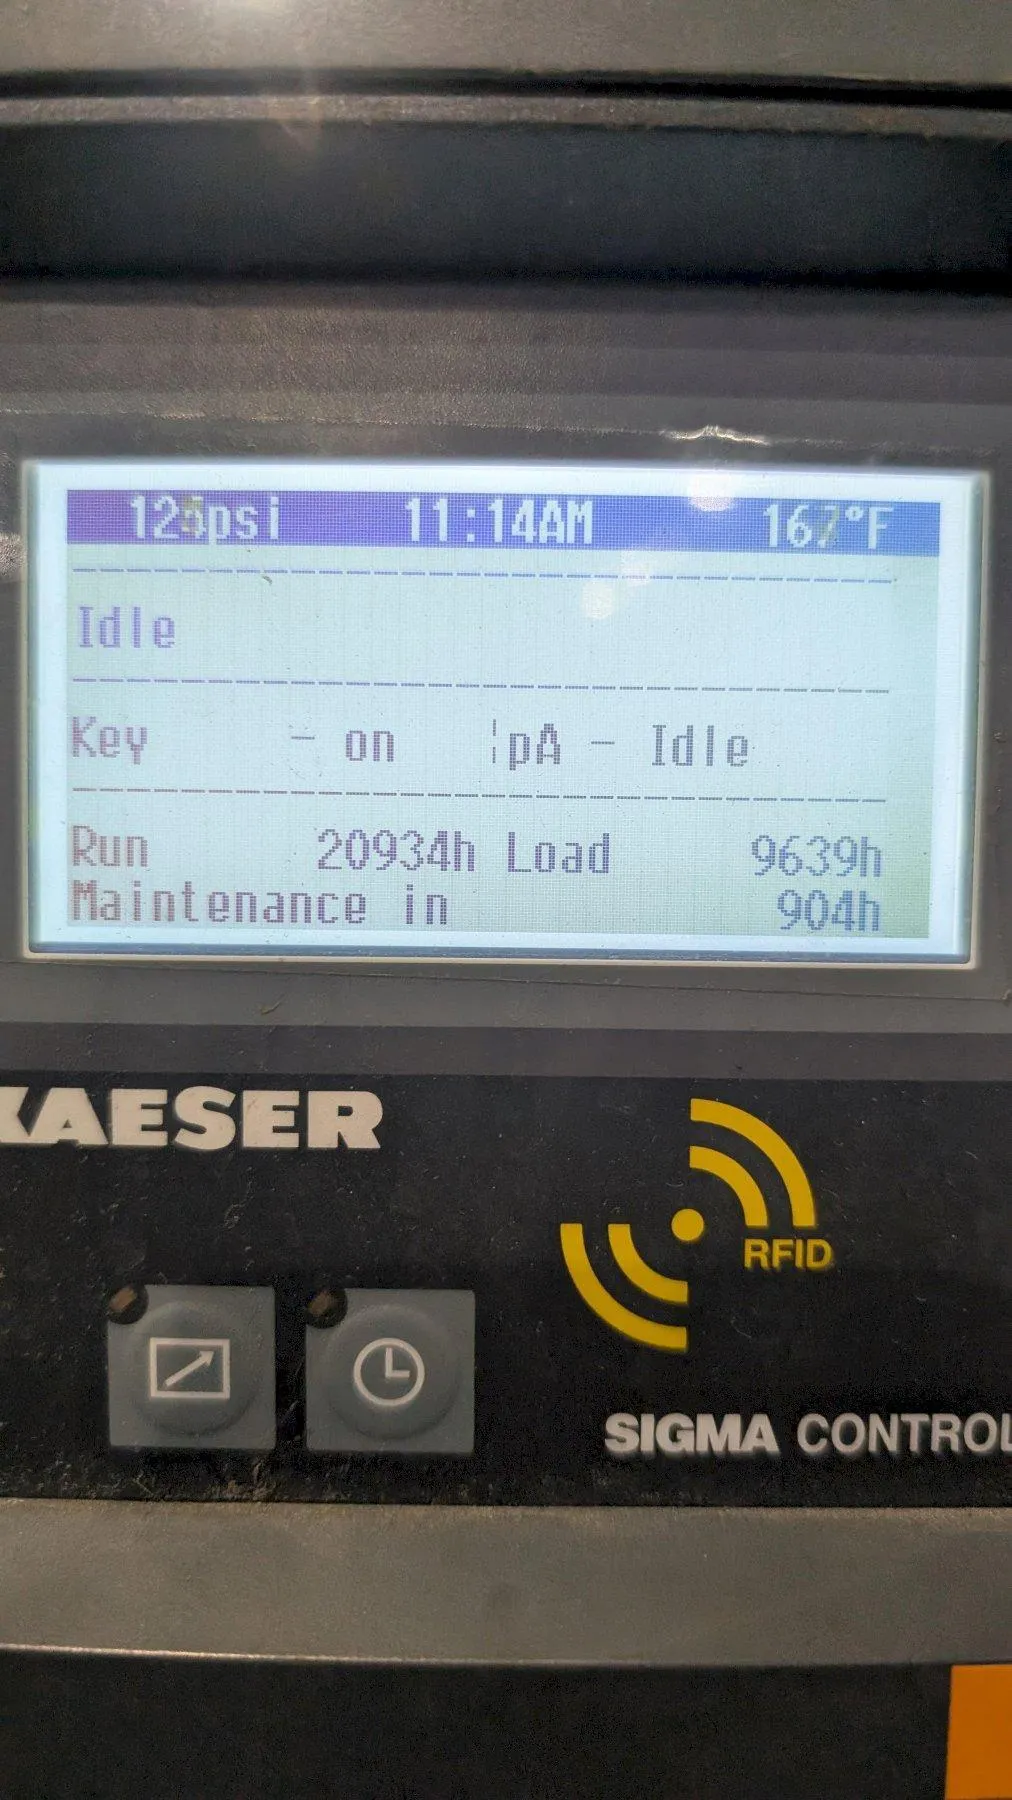 125psi 11:14AM 167°F
Idle
Key - on pA - Idle
Run 20934h Load 9639h
Maintenance in 904h
KAESER
RFID
SIGMA CONTROL